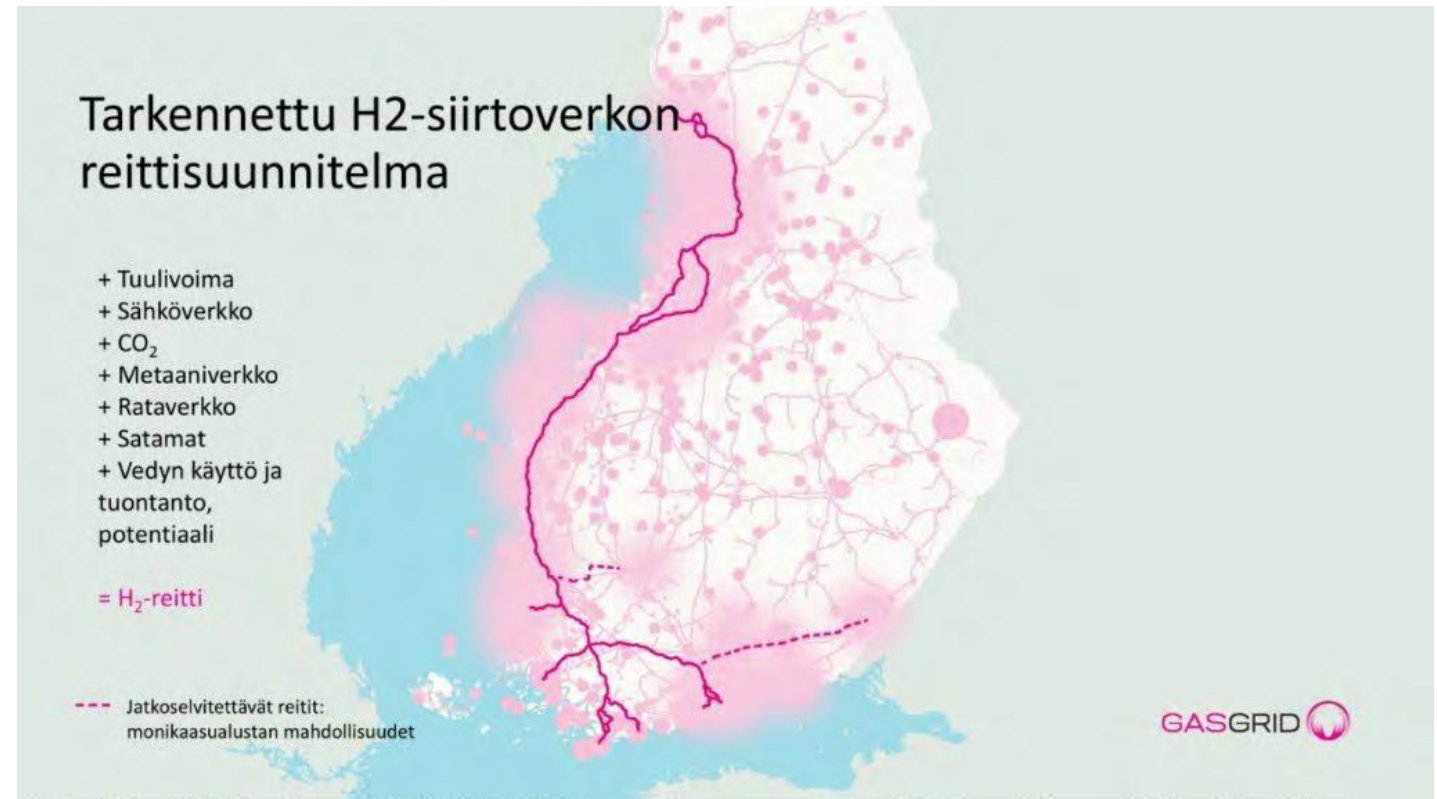 Tarkennettu H2-siirtoverkon
reittisuunnitelma
+ Tuulivoima
+ Sähköverkko
+ CO₂
+ Metaaniverkko
+ Rataverkko
+ Satamat
+ Vedyn käyttö ja
tuontanto,
potentiaali
= H₂-reitti
Jatkoselvitettävät reitit:
monikaasualustan mahdollisuudet
GASGRID